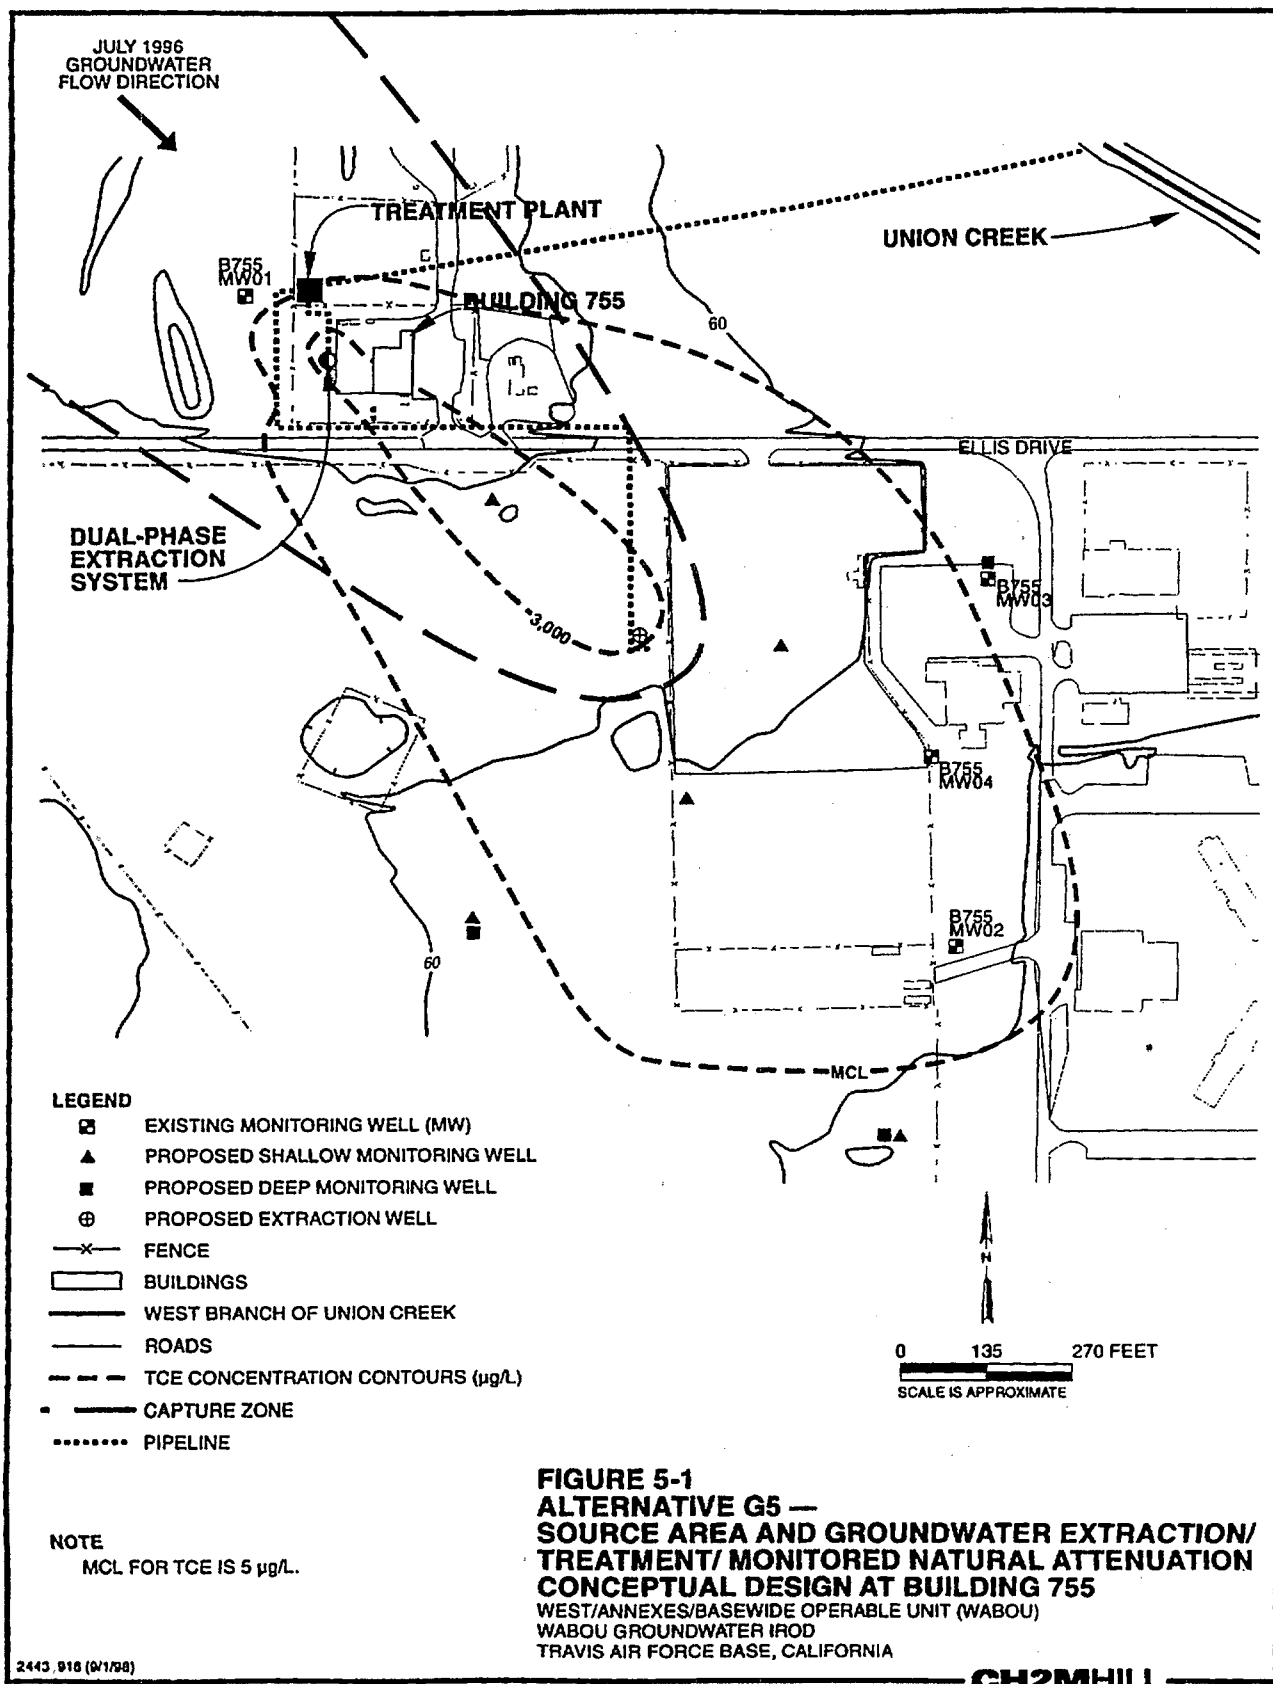 JULY 1996
GROUNDWATER
FLOW DIRECTION
TREATMENT PLANT
UNION CREEK
B755
MW01
BUILDING 755
60
ELLIS DRIVE
DUAL-PHASE
EXTRACTION
SYSTEM
B755
MW03
3,000
B755
MW04
B755
MW02
60
MCL
LEGEND
EXISTING MONITORING WELL (MW)
PROPOSED SHALLOW MONITORING WELL
PROPOSED DEEP MONITORING WELL
PROPOSED EXTRACTION WELL
X FENCE
BUILDINGS
WEST BRANCH OF UNION CREEK
ROADS
TCE CONCENTRATION CONTOURS (µg/L)
CAPTURE ZONE
PIPELINE
N
0 135 270 FEET
SCALE IS APPROXIMATE
NOTE
MCL FOR TCE IS 5 µg/L.
FIGURE 5-1
ALTERNATIVE G5 —
SOURCE AREA AND GROUNDWATER EXTRACTION/
TREATMENT/ MONITORED NATURAL ATTENUATION
CONCEPTUAL DESIGN AT BUILDING 755
WEST/ANNEXES/BASEWIDE OPERABLE UNIT (WABOU)
WABOU GROUNDWATER IROD
TRAVIS AIR FORCE BASE, CALIFORNIA
2443.916 (9/1/98)
CH2MHILL